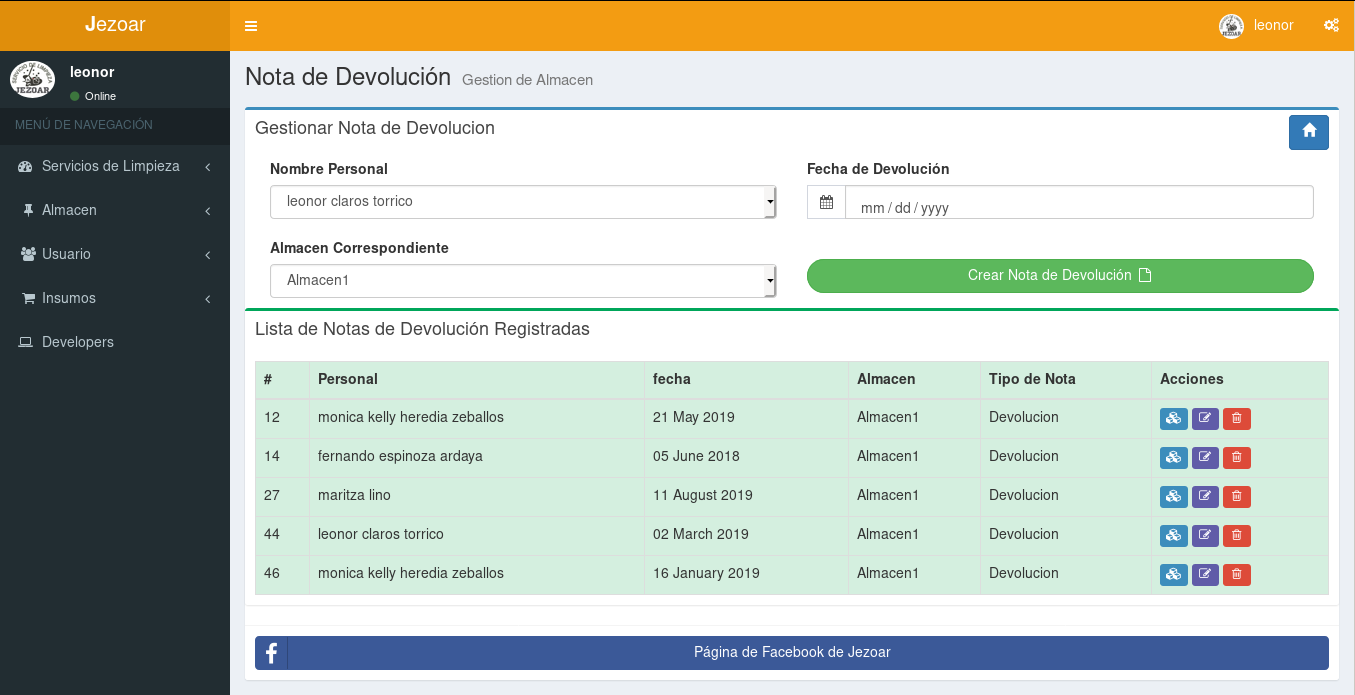 Jezoar
leonor
leonor
Online
MENÚ DE NAVEGACIÓN
Servicios de Limpieza
Almacen
Usuario
Insumos
Developers
Nota de Devolución Gestion de Almacen
Gestionar Nota de Devolucion
Nombre Personal
leonor claros torrico
Fecha de Devolución
mm / dd / yyyy
Almacen Correspondiente
Almacen1
Crear Nota de Devolución
Lista de Notas de Devolución Registradas
# Personal fecha Almacen Tipo de Nota Acciones
12 monica kelly heredia zeballos 21 May 2019 Almacen1 Devolucion
14 fernando espinoza ardaya 05 June 2018 Almacen1 Devolucion
27 maritza lino 11 August 2019 Almacen1 Devolucion
44 leonor claros torrico 02 March 2019 Almacen1 Devolucion
46 monica kelly heredia zeballos 16 January 2019 Almacen1 Devolucion
Página de Facebook de Jezoar